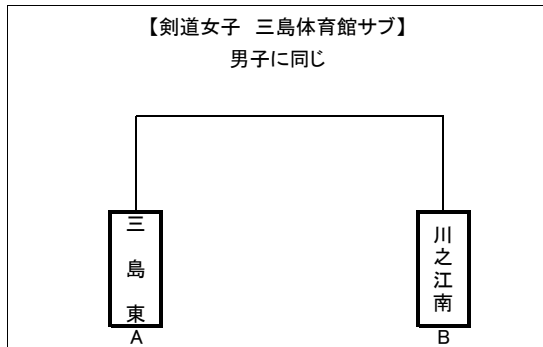 【剣道女子　三島体育館サブ】
男子に同じ
三島東
川之江南
A
B